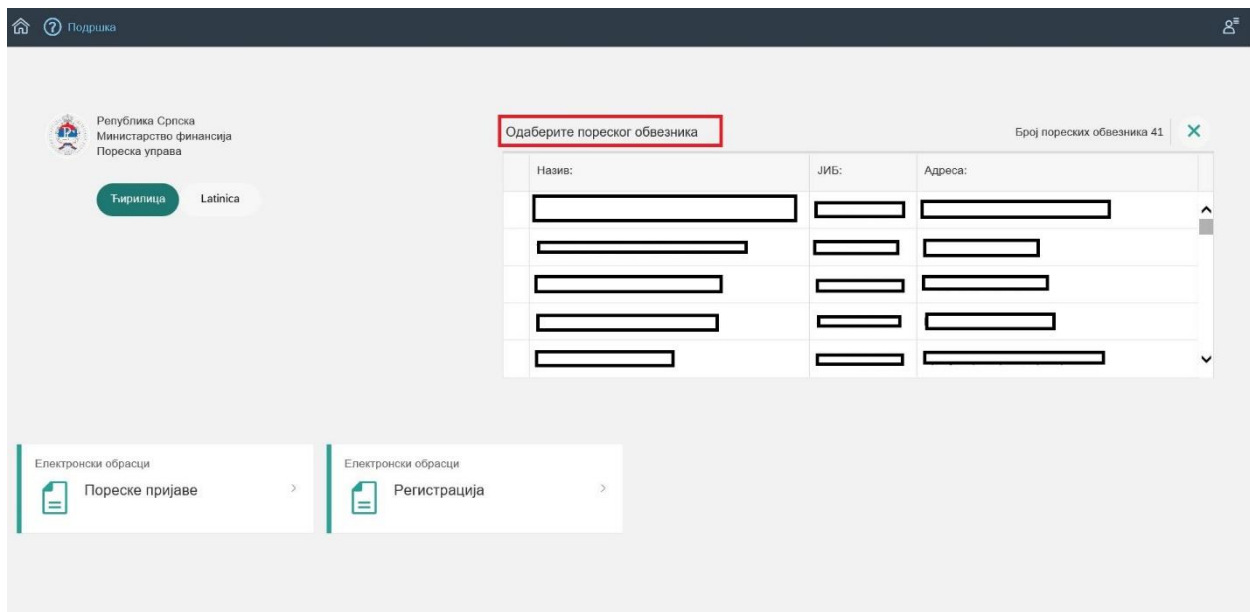 Подршка
Република Српска
Министарство финансија
Пореска управа
Ћирилица
Latinica
Одаберите пореског обвезника
Број пореских обвезника 41
Назив:
ЈИБ:
Адреса:
Електронски обрасци
Пореске пријаве
Електронски обрасци
Регистрација